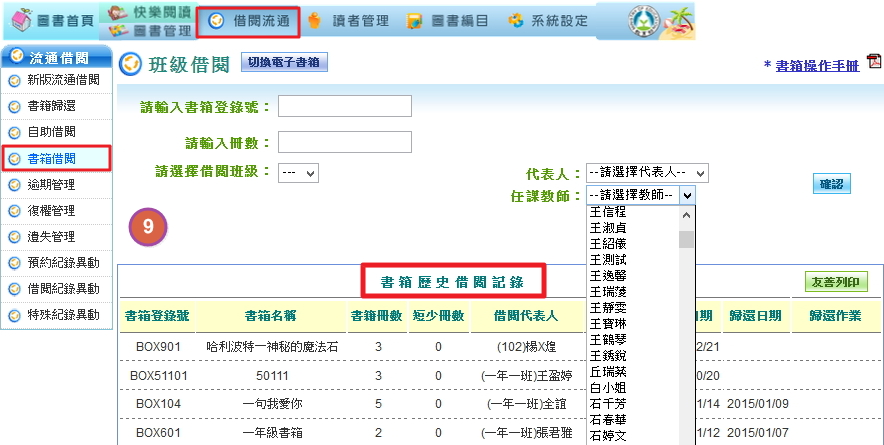 圖書首頁
快樂閱讀
圖書管理
借閱流通
讀者管理
圖書編目
系統設定
流通借閱
新版流通借閱
書籍歸還
自助借閱
書箱借閱
逾期管理
復權管理
遺失管理
預約紀錄異動
借閱紀錄異動
特殊紀錄異動
班級借閱 切換電子書箱
* 書箱操作手冊
請輸入書箱登錄號：
請輸入冊數：
請選擇借閱班級： ---
代表人： --請選擇代表人--
任課教師： --請選擇教師--
確認
王信程
王淑貞
王紹儀
王測試
王逸馨
王瑞蓤
王靜雯
王寶琳
王鶴琴
王銹銳
丘瑞棻
白小姐
石千芳
石春華
石婷文
9
書箱歷史借閱記錄
友善列印
書箱登錄號 書箱名稱 書箱冊數 短少冊數 借閱代表人 日期 歸還日期 歸還作業
BOX901 哈利波特－神秘的魔法石 3 0 (102)楊X煌 2/21
BOX51101 50111 3 0 (一年一班)王盈婷 0/20
BOX104 一句我愛你 5 0 (一年一班)全誼 1/14 2015/01/09
BOX601 一年級書箱 2 0 (一年一班)張君雅 1/12 2015/01/07